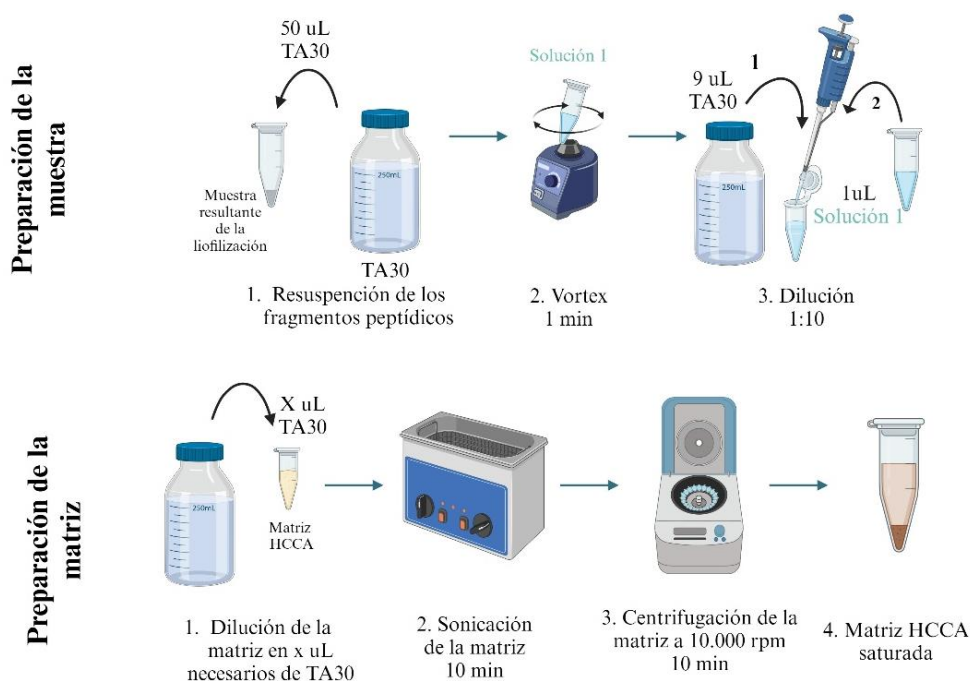 Preparación de la
muestra
50 uL
TA30
Muestra
resultante
de la
liofilización
250mL
TA30
1. Resuspención de los
fragmentos peptídicos
Solución 1
2. Vortex
1 min
9 uL
TA30
1
2
250mL
1uL
Solución 1
3. Dilución
1:10
Preparación de la
matriz
X uL
TA30
250mL
Matriz
HCCA
1. Dilución de la
matriz en x uL
necesarios de TA30
2. Sonicación
de la matriz
10 min
3. Centrifugación de la
matriz a 10.000 rpm
10 min
4. Matriz HCCA
saturada